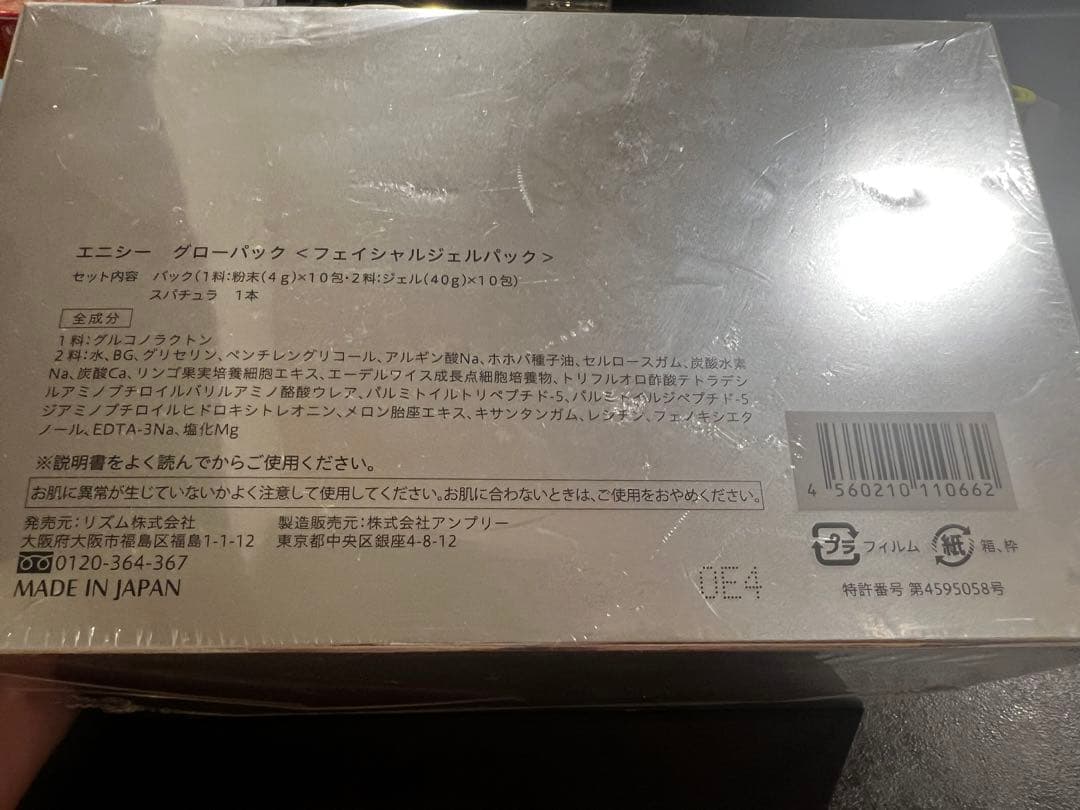 エニシー グローパック＜フェイシャルジェルパック＞
セット内容 パック(1料:粉末(4g)×10包・2料:ジェル(40g)×10包)
スパチュラ 1本
全成分
1料:グルコノラクトン
2料:水、BG、グリセリン、ペンチレングリコール、アルギン酸Na、ホホバ種子油、セルロースガム、炭酸水素
Na、炭酸Ca、リンゴ果実培養細胞エキス、エーデルワイス成長点細胞培養物、トリフルオロ酢酸テトラデシ
ルアミノブチロイルバリルアミノ酪酸ウレア、パルミトイルトリペプチド-5、パルミトイルジペプチド-5
ジアミノブチロイルヒドロキシトレオニン、メロン胎座エキス、キサンタンガム、レシチン、フェノキシエタ
ノール、EDTA-3Na、塩化Mg
※説明書をよく読んでからご使用ください。
お肌に異常が生じていないかよく注意して使用してください。お肌に合わないときは、ご使用をおやめください。
発売元:リズム株式会社 製造販売元:株式会社アンプリー
大阪府大阪市福島区福島1-1-12 東京都中央区銀座4-8-12
0120-364-367
MADE IN JAPAN
0E4
4 560210 110662
プラ フィルム 紙 箱、枠
特許番号 第4595058号